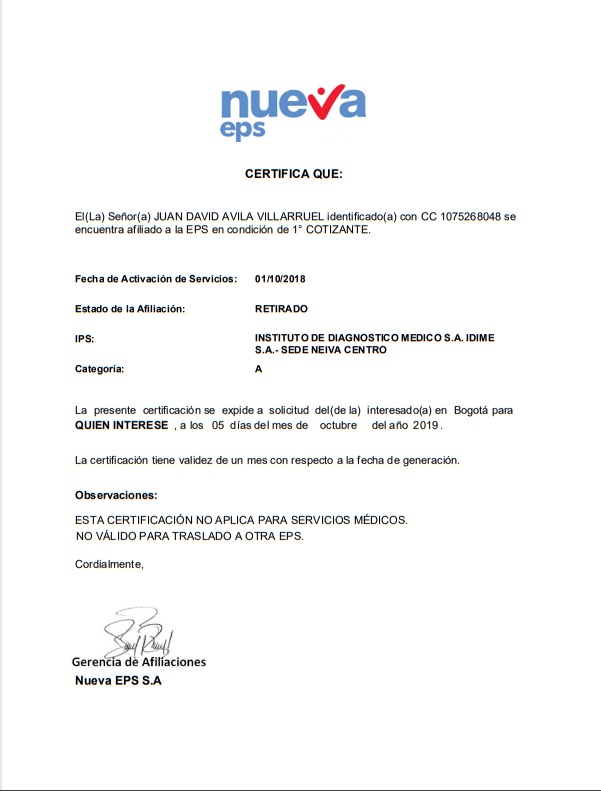 nueva
eps
CERTIFICA QUE:
El(La) Señor(a) JUAN DAVID AVILA VILLARRUEL identificado(a) con CC 1075268048 se
encuentra afiliado a la EPS en condición de 1° COTIZANTE.
Fecha de Activación de Servicios: 01/10/2018
Estado de la Afiliación: RETIRADO
IPS: INSTITUTO DE DIAGNOSTICO MEDICO S.A. IDIME
S.A.- SEDE NEIVA CENTRO
Categoria: A
La presente certificación se expide a solicitud del(de la) interesado(a) en Bogotá para
QUIEN INTERESE , a los 05 días del mes de octubre del año 2019.
La certificación tiene validez de un mes con respecto a la fecha de generación.
Observaciones:
ESTA CERTIFICACIÓN NO APLICA PARA SERVICIOS MÉDICOS.
NO VÁLIDO PARA TRASLADO A OTRA EPS.
Cordialmente,
Gerencia de Afiliaciones
Nueva EPS S.A